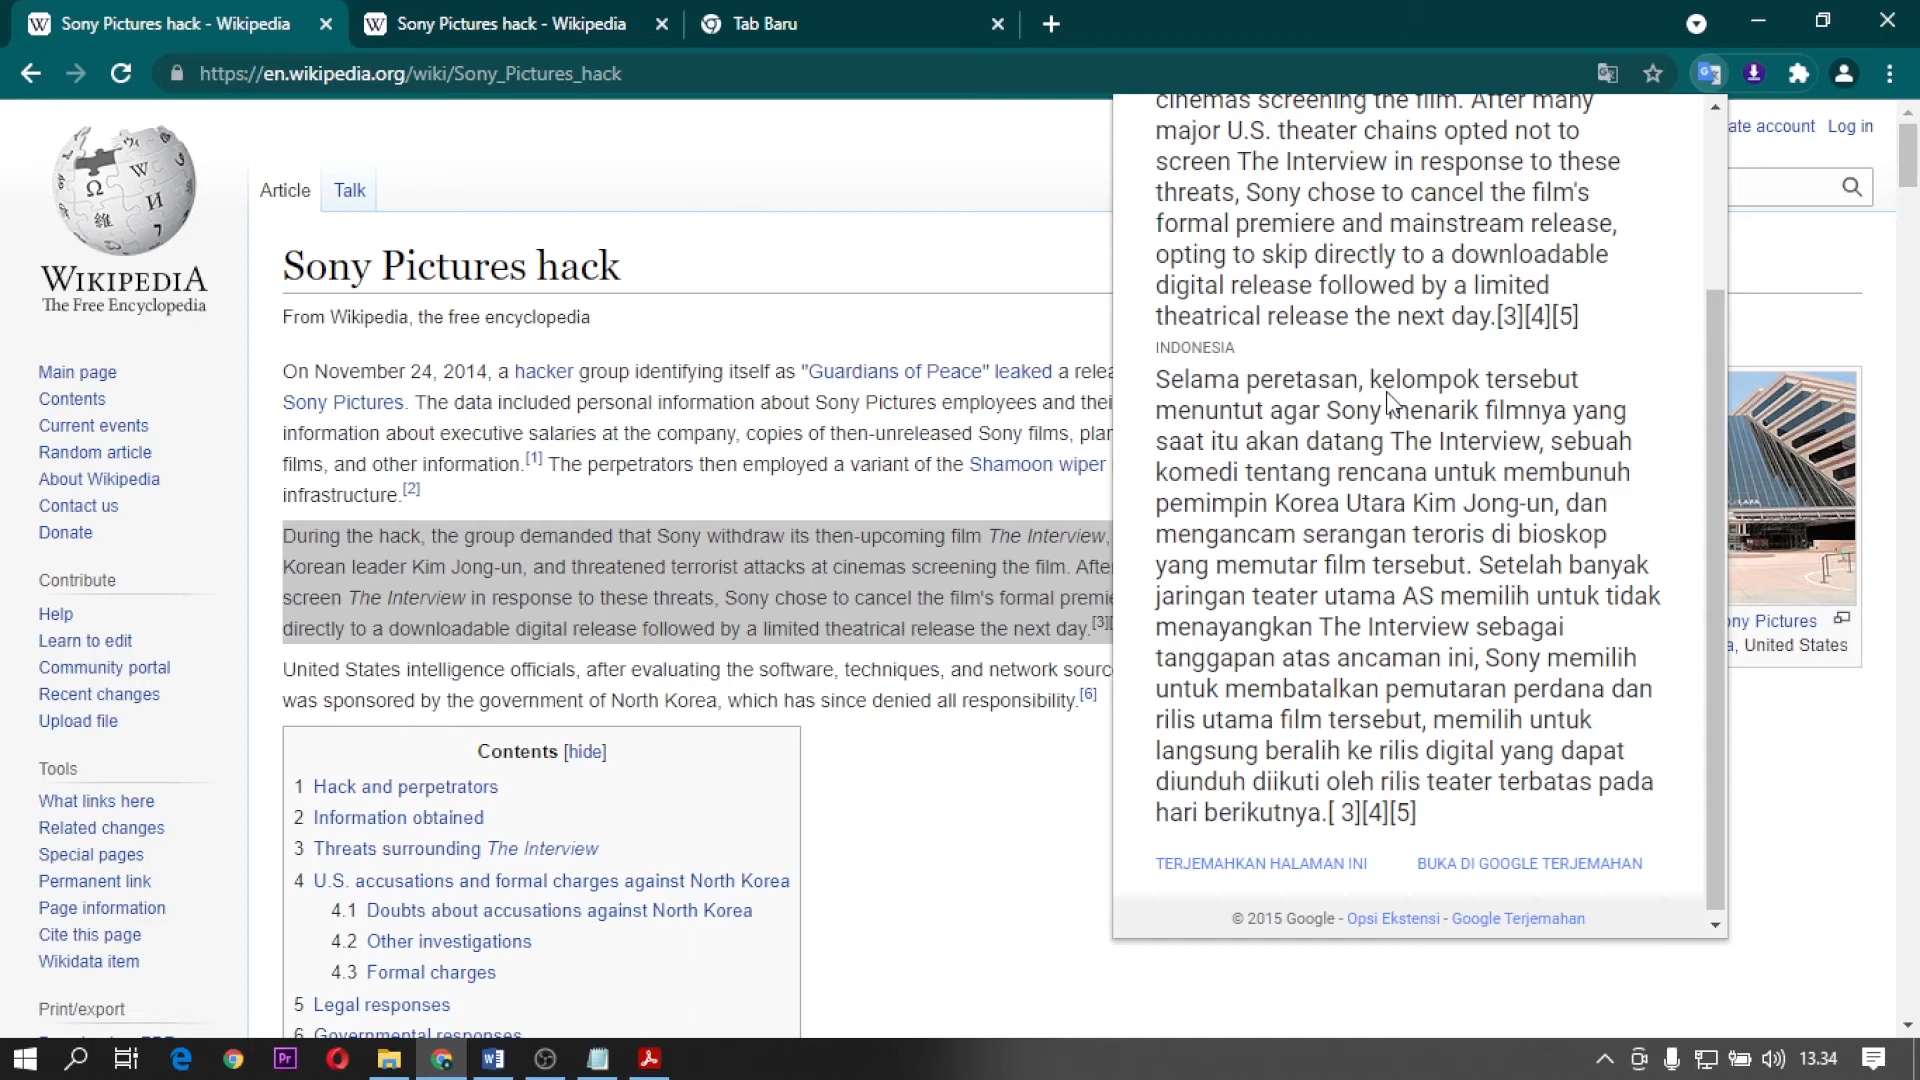 Sony Pictures hack - Wikipedia
Sony Pictures hack - Wikipedia
Tab Baru
https://en.wikipedia.org/wiki/Sony_Pictures_hack
WIKIPEDIA
The Free Encyclopedia
Main page
Contents
Current events
Random article
About Wikipedia
Contact us
Donate
Contribute
Help
Learn to edit
Community portal
Recent changes
Upload file
Tools
What links here
Related changes
Special pages
Permanent link
Page information
Cite this page
Wikidata item
Print/export
Article
Talk
ate account
Log in
Sony Pictures hack
From Wikipedia, the free encyclopedia
On November 24, 2014, a hacker group identifying itself as "Guardians of Peace" leaked a relea
Sony Pictures. The data included personal information about Sony Pictures employees and thei
information about executive salaries at the company, copies of then-unreleased Sony films, plan
films, and other information.[1] The perpetrators then employed a variant of the Shamoon wiper
infrastructure.[2]
During the hack, the group demanded that Sony withdraw its then-upcoming film The Interview,
Korean leader Kim Jong-un, and threatened terrorist attacks at cinemas screening the film. After
screen The Interview in response to these threats, Sony chose to cancel the film's formal premie
directly to a downloadable digital release followed by a limited theatrical release the next day.[3][
United States intelligence officials, after evaluating the software, techniques, and network sourc
was sponsored by the government of North Korea, which has since denied all responsibility.[6]
Contents [hide]
1 Hack and perpetrators
2 Information obtained
3 Threats surrounding The Interview
4 U.S. accusations and formal charges against North Korea
4.1 Doubts about accusations against North Korea
4.2 Other investigations
4.3 Formal charges
5 Legal responses
6 Governmental responses
cinemas screening the film. After many
major U.S. theater chains opted not to
screen The Interview in response to these
threats, Sony chose to cancel the film's
formal premiere and mainstream release,
opting to skip directly to a downloadable
digital release followed by a limited
theatrical release the next day.[3][4][5]
INDONESIA
Selama peretasan, kelompok tersebut
menuntut agar Sony menarik filmnya yang
saat itu akan datang The Interview, sebuah
komedi tentang rencana untuk membunuh
pemimpin Korea Utara Kim Jong-un, dan
mengancam serangan teroris di bioskop
yang memutar film tersebut. Setelah banyak
jaringan teater utama AS memilih untuk tidak
menayangkan The Interview sebagai
tanggapan atas ancaman ini, Sony memilih
untuk membatalkan pemutaran perdana dan
rilis utama film tersebut, memilih untuk
langsung beralih ke rilis digital yang dapat
diunduh diikuti oleh rilis teater terbatas pada
hari berikutnya.[ 3][4][5]
TERJEMAHKAN HALAMAN INI
BUKA DI GOOGLE TERJEMAHAN
© 2015 Google - Opsi Ekstensi - Google Terjemahan
ny Pictures
a, United States
13.34